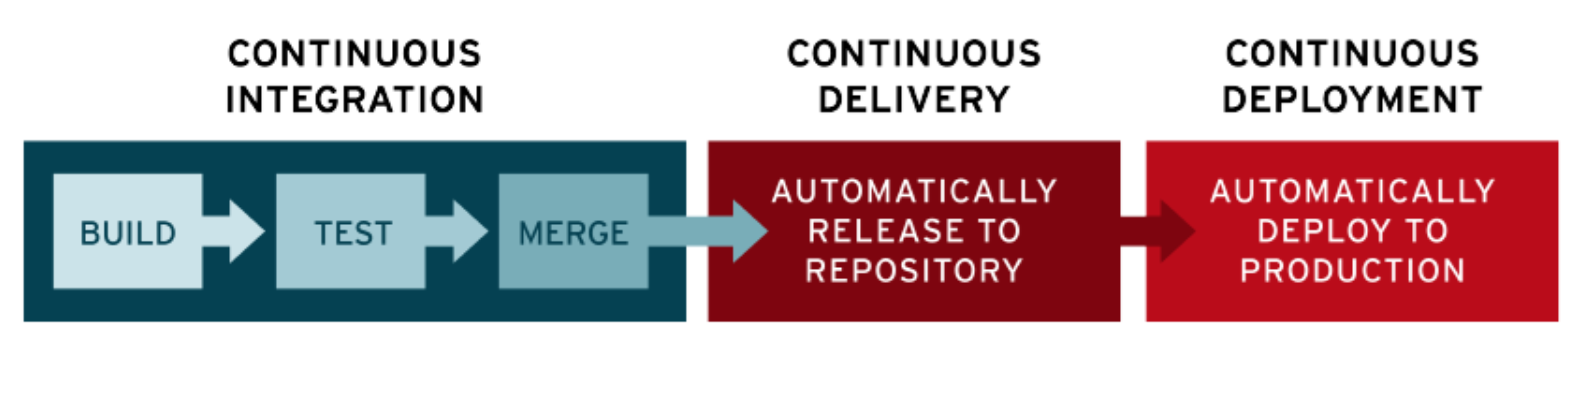 CONTINUOUS
INTEGRATION
CONTINUOUS
DELIVERY
CONTINUOUS
DEPLOYMENT
BUILD
TEST
MERGE
AUTOMATICALLY
RELEASE TO
REPOSITORY
AUTOMATICALLY
DEPLOY TO
PRODUCTION